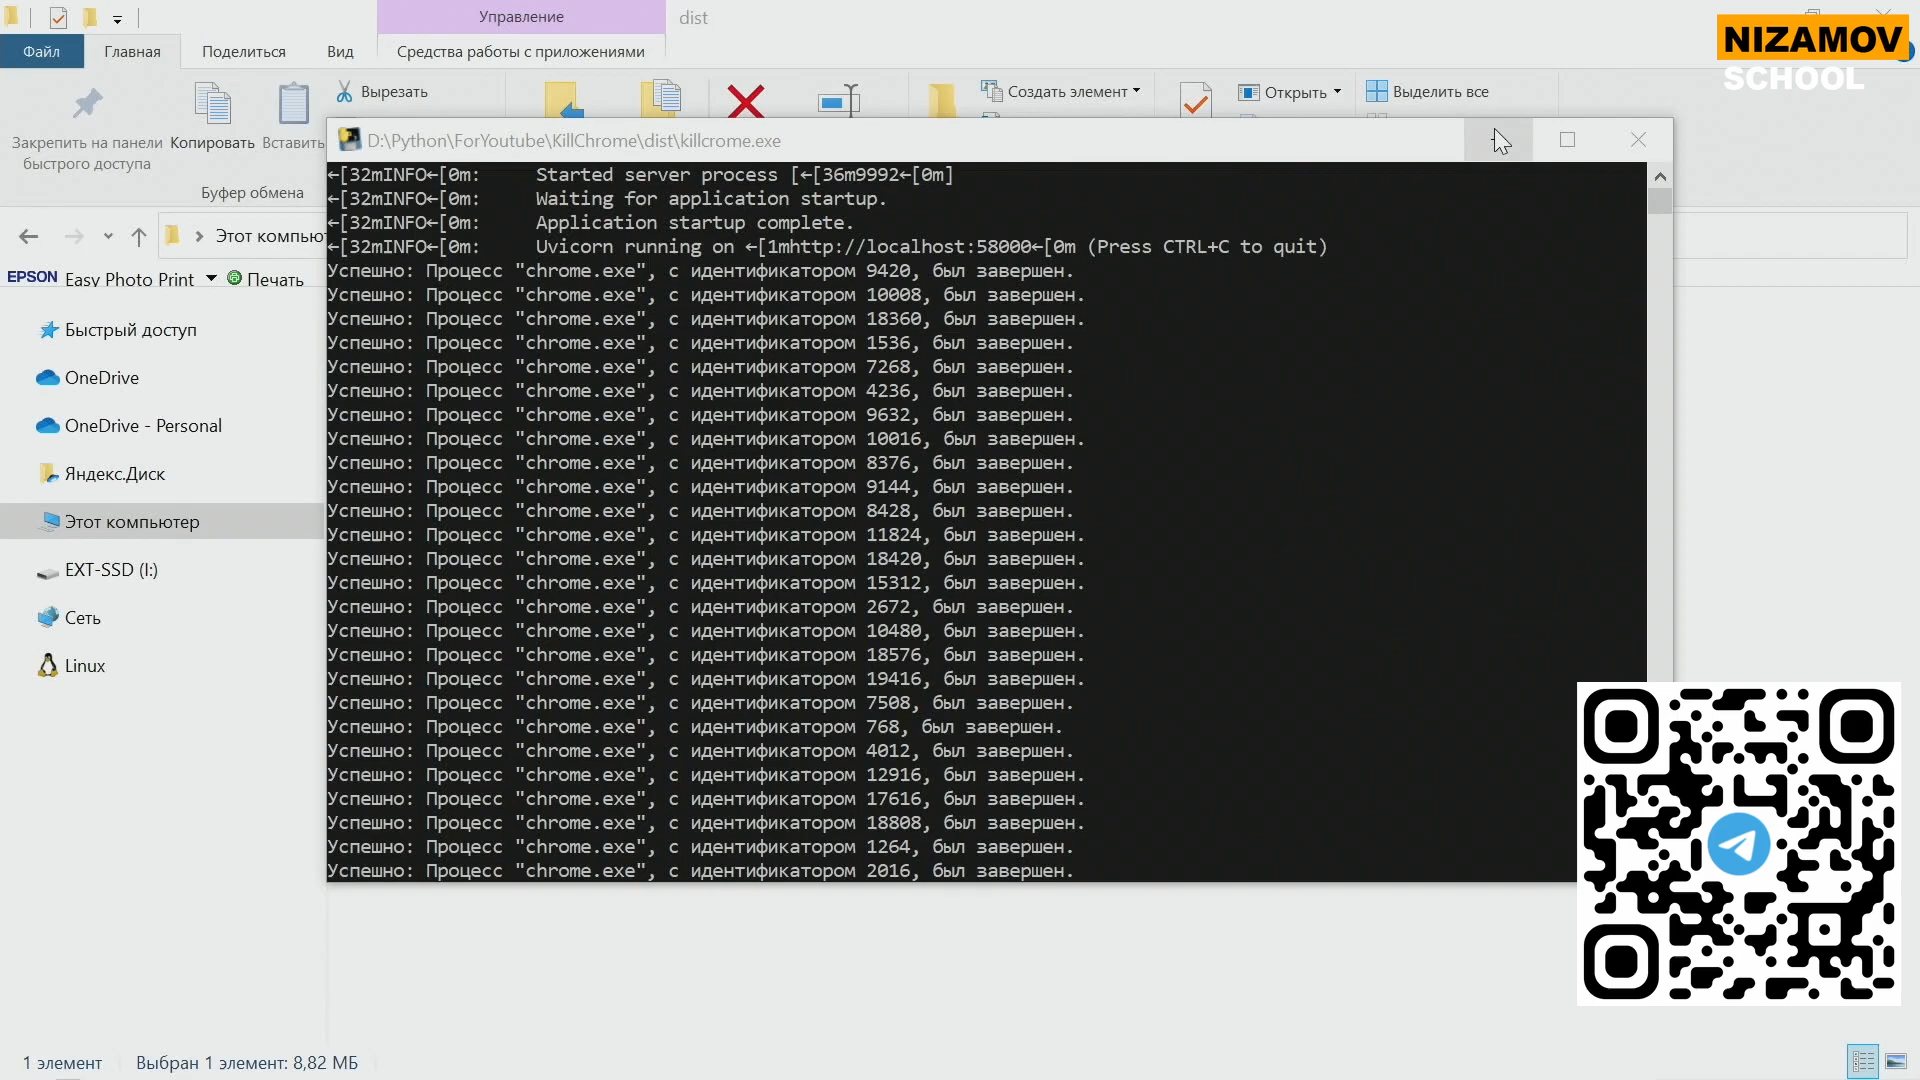 Управление
dist
NIZAMOV
SCHOOL
Файл
Главная
Поделиться
Вид
Средства работы с приложениями
Закрепить на панели
быстрого доступа
Копировать
Вставить
Вырезать
Создать элемент
Открыть
Выделить все
Буфер обмена
D:\Python\ForYoutube\KillChrome\dist\killcrome.exe
Этот компьют
EPSON Easy Photo Print
Печать
Быстрый доступ
OneDrive
OneDrive - Personal
Яндекс.Диск
Этот компьютер
EXT-SSD (I:)
Сеть
Linux
←[32mINFO←[0m:     Started server process [←[36m9992←[0m]
←[32mINFO←[0m:     Waiting for application startup.
←[32mINFO←[0m:     Application startup complete.
←[32mINFO←[0m:     Uvicorn running on ←[1mhttp://localhost:58000←[0m (Press CTRL+C to quit)
Успешно: Процесс "chrome.exe", с идентификатором 9420, был завершен.
Успешно: Процесс "chrome.exe", с идентификатором 10008, был завершен.
Успешно: Процесс "chrome.exe", с идентификатором 18360, был завершен.
Успешно: Процесс "chrome.exe", с идентификатором 1536, был завершен.
Успешно: Процесс "chrome.exe", с идентификатором 7268, был завершен.
Успешно: Процесс "chrome.exe", с идентификатором 4236, был завершен.
Успешно: Процесс "chrome.exe", с идентификатором 9632, был завершен.
Успешно: Процесс "chrome.exe", с идентификатором 10016, был завершен.
Успешно: Процесс "chrome.exe", с идентификатором 8376, был завершен.
Успешно: Процесс "chrome.exe", с идентификатором 9144, был завершен.
Успешно: Процесс "chrome.exe", с идентификатором 8428, был завершен.
Успешно: Процесс "chrome.exe", с идентификатором 11824, был завершен.
Успешно: Процесс "chrome.exe", с идентификатором 18420, был завершен.
Успешно: Процесс "chrome.exe", с идентификатором 15312, был завершен.
Успешно: Процесс "chrome.exe", с идентификатором 2672, был завершен.
Успешно: Процесс "chrome.exe", с идентификатором 10480, был завершен.
Успешно: Процесс "chrome.exe", с идентификатором 18576, был завершен.
Успешно: Процесс "chrome.exe", с идентификатором 19416, был завершен.
Успешно: Процесс "chrome.exe", с идентификатором 7508, был завершен.
Успешно: Процесс "chrome.exe", с идентификатором 768, был завершен.
Успешно: Процесс "chrome.exe", с идентификатором 4012, был завершен.
Успешно: Процесс "chrome.exe", с идентификатором 12916, был завершен.
Успешно: Процесс "chrome.exe", с идентификатором 17616, был завершен.
Успешно: Процесс "chrome.exe", с идентификатором 18808, был завершен.
Успешно: Процесс "chrome.exe", с идентификатором 1264, был завершен.
Успешно: Процесс "chrome.exe", с идентификатором 2016, был завершен.
1 элемент
Выбран 1 элемент: 8,82 МБ